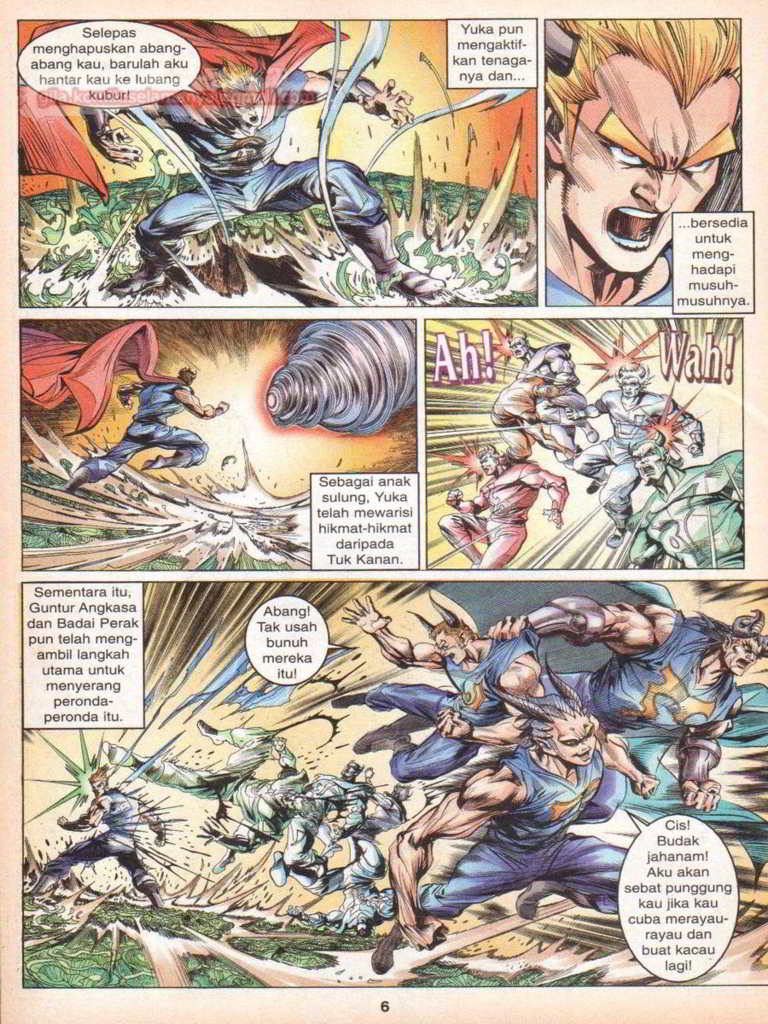 Selepas
menghapuskan abang-
abang kau, barulah aku
hantar kau ke lubang
kubur!
Yuka pun
mengaktif-
kan tenaga-
nya dan...
...bersedia
untuk
meng-
hadapi
musuh-
musuhnya.
Sebagai anak
sulung, Yuka
mewarisi
hikmat-hikmat
daripada
Tuk Kanan.
Ah!
Wah!
Sementara itu,
Guntur Angkasa
dan Badai Perak
pun telah meng-
ambil langkah
utama untuk
menyerang
peronda-
peronda itu.
Abang!
Tak usah
bunuh
mereka
itu!
Cis!
Budak
jahanam!
Aku akan
sebat punggung
kau jika kau
cuba merayau-
rayau dan
buat kacau
lagi!
6